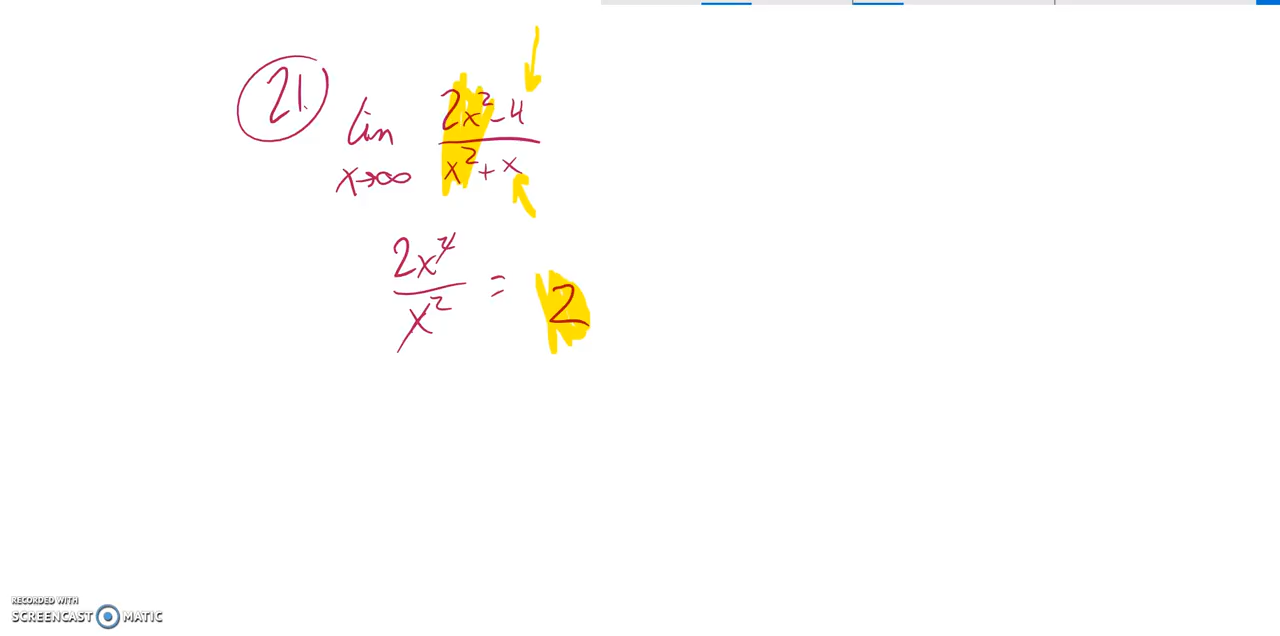 21.
lim x→∞ (2x² - 4)/(x² + x)
2x²/x² = 2
RECORDED WITH
SCREENCAST MATIC